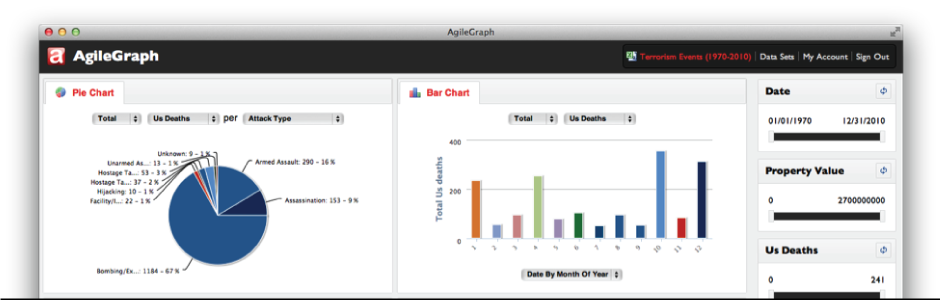 AgileGraph
AgileGraph
Terrorism Events (1970-2010) | Data Sets | My Account | Sign Out
Pie Chart
Total Us Deaths per Attack Type
Unknown: 9 - 1 %
Unarmed As...: 13 - 1 %
Hostage Ta...: 53 - 3 %
Hostage Ta...: 37 - 2 %
Hijacking: 10 - 1 %
Facility/I...: 22 - 1 %
Armed Assault: 290 - 16 %
Assassination: 153 - 9 %
Bombing/Ex...: 1184 - 67 %
Bar Chart
Total Us Deaths
Total Us deaths
400
200
0
1 2 3 4 5 6 7 8 9 10 11 12
Date By Month Of Year
Date
01/01/1970 12/31/2010
Property Value
0 2700000000
Us Deaths
0 241